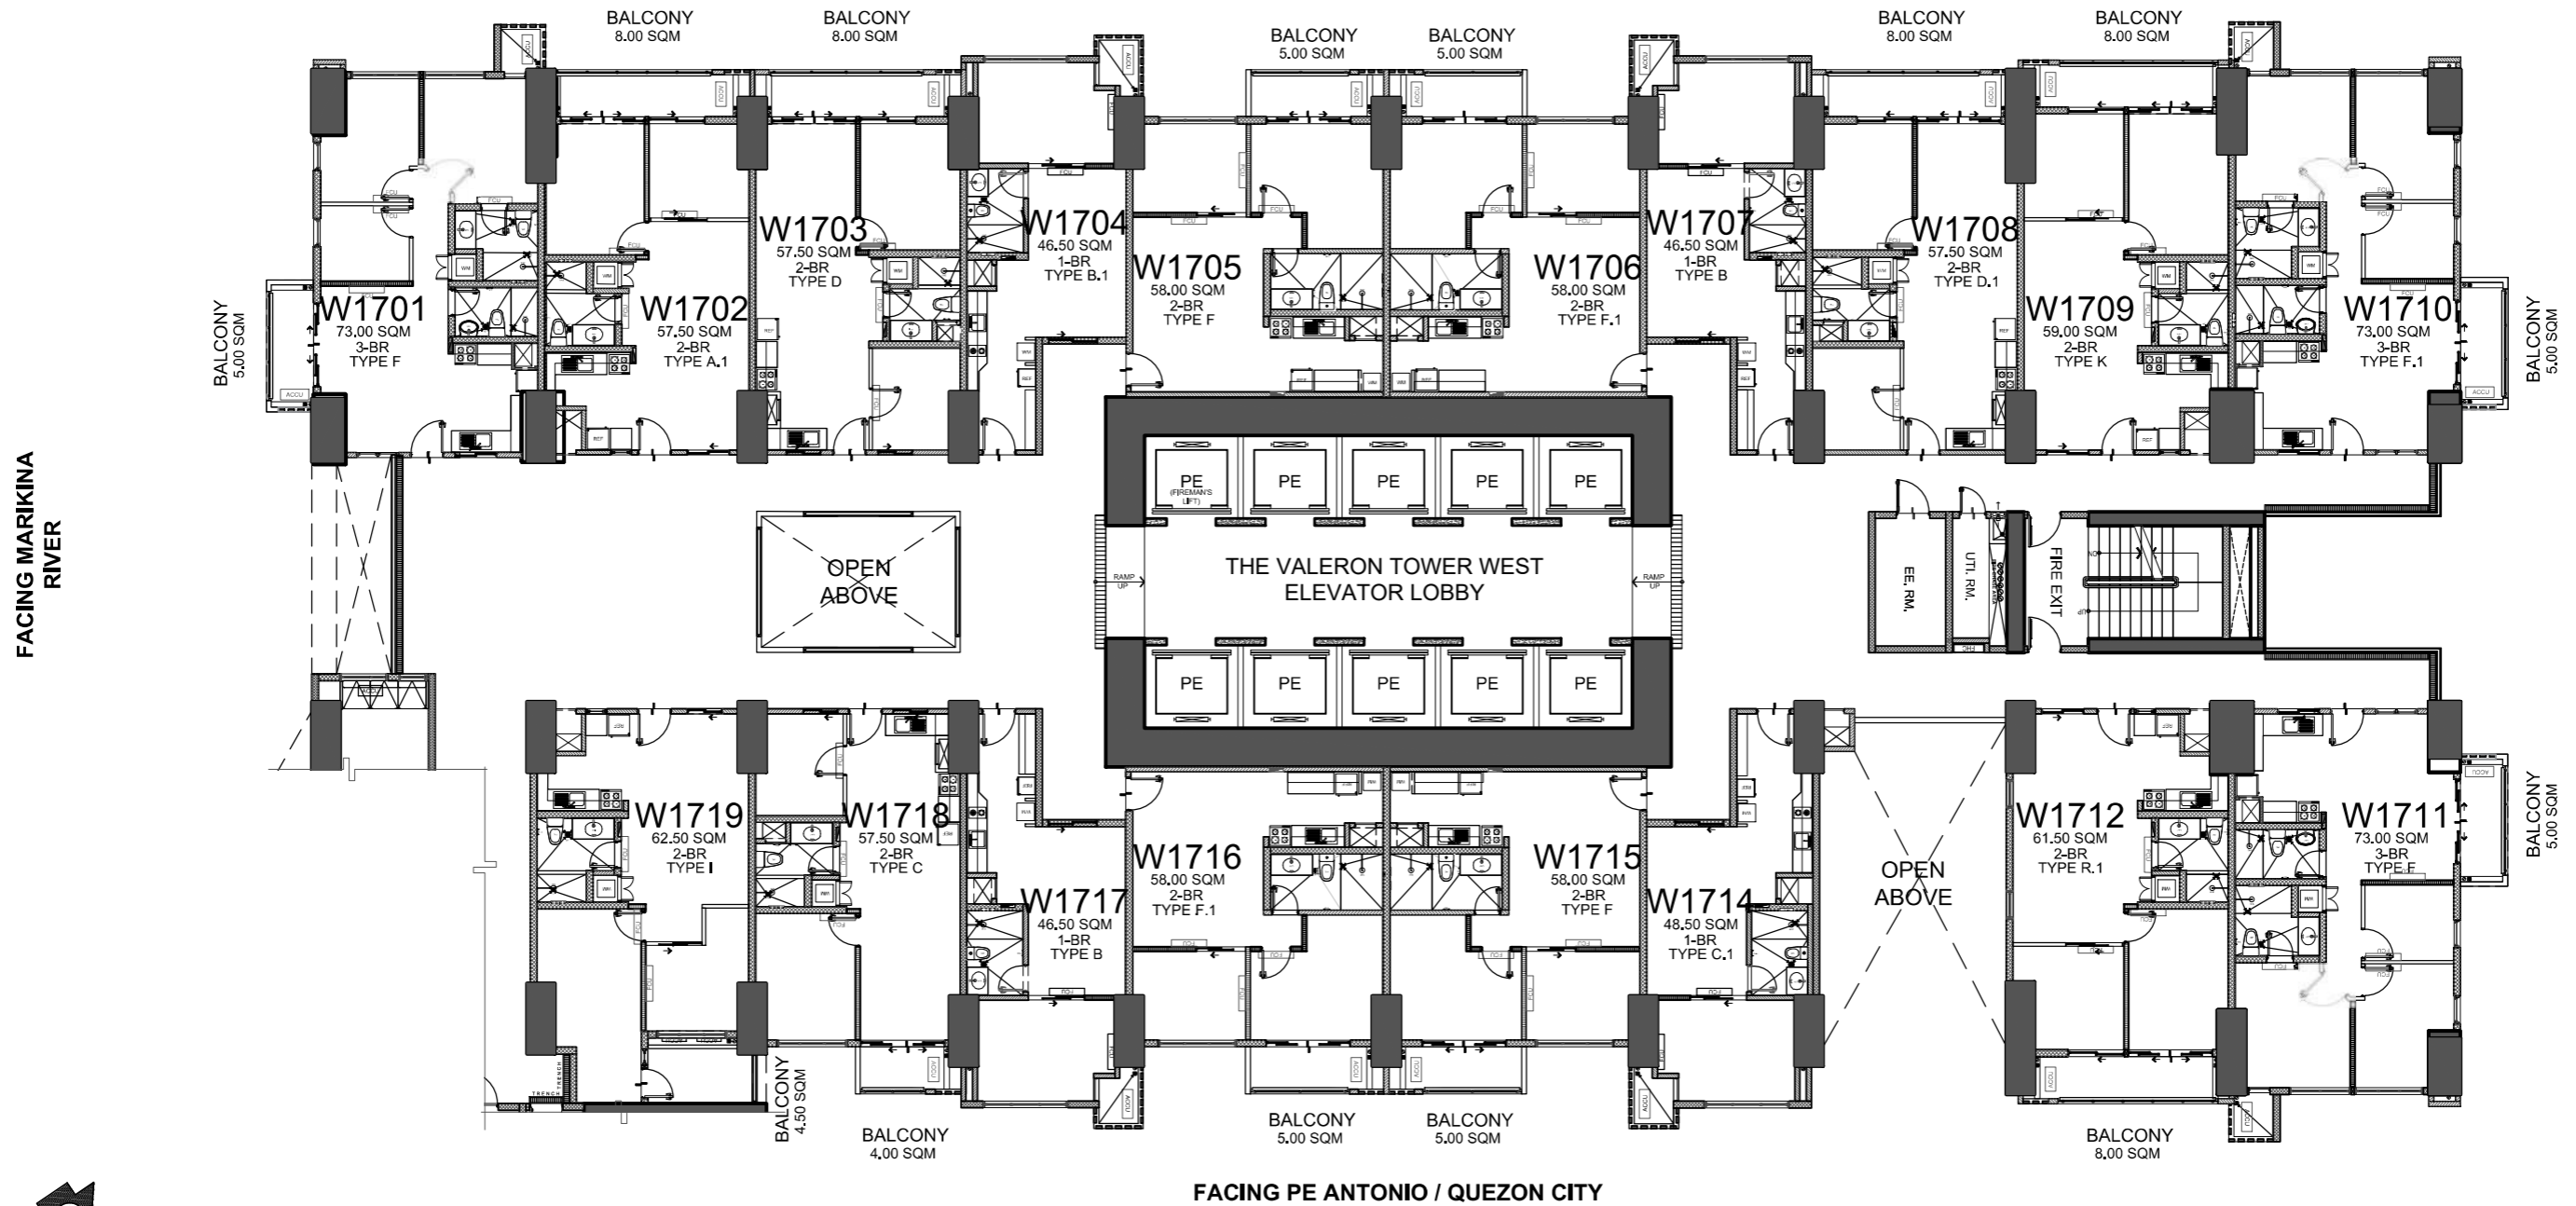 BALCONY
8.00 SQM
BALCONY
8.00 SQM
BALCONY
5.00 SQM
BALCONY
5.00 SQM
BALCONY
8.00 SQM
BALCONY
8.00 SQM
W1701
73.00 SQM
3-BR
TYPE F
W1702
57.50 SQM
2-BR
TYPE A.1
W1703
57.50 SQM
2-BR
TYPE D
W1704
46.50 SQM
1-BR
TYPE B.1
W1705
58.00 SQM
2-BR
TYPE F
W1706
58.00 SQM
2-BR
TYPE F.1
W1707
46.50 SQM
1-BR
TYPE B
W1708
57.50 SQM
2-BR
TYPE D.1
W1709
59.00 SQM
2-BR
TYPE K
W1710
73.00 SQM
3-BR
TYPE F.1
BALCONY
5.00 SQM
BALCONY
5.00 SQM
FACING MARIKINA
RIVER
PE
(FIREMAN'S
LIFT)
PE
PE
PE
PE
OPEN
ABOVE
RAMP
UP
THE VALERON TOWER WEST
ELEVATOR LOBBY
RAMP
UP
EE. RM.
UTI. RM.
FIRE EXIT
DN
UP
FHC
PE
PE
PE
PE
PE
W1719
62.50 SQM
2-BR
TYPE I
W1718
57.50 SQM
2-BR
TYPE C
W1717
46.50 SQM
1-BR
TYPE B
W1716
58.00 SQM
2-BR
TYPE F.1
W1715
58.00 SQM
2-BR
TYPE F
W1714
48.50 SQM
1-BR
TYPE C.1
OPEN
ABOVE
W1712
61.50 SQM
2-BR
TYPE R.1
W1711
73.00 SQM
3-BR
TYPE F
BALCONY
5.00 SQM
TRENCH
TRENCH
BALCONY
4.50 SQM
BALCONY
4.00 SQM
BALCONY
5.00 SQM
BALCONY
5.00 SQM
BALCONY
8.00 SQM
FACING PE ANTONIO / QUEZON CITY